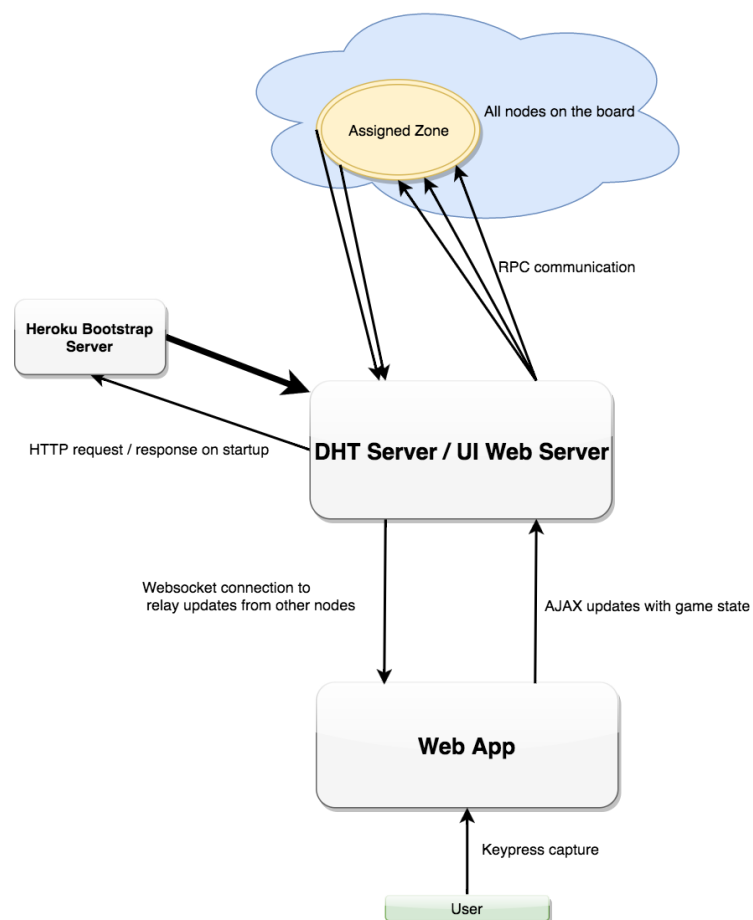 All nodes on the board
Assigned Zone
RPC communication
Heroku Bootstrap
Server
HTTP request / response on startup
DHT Server / UI Web Server
Websocket connection to
relay updates from other nodes
AJAX updates with game state
Web App
Keypress capture
User